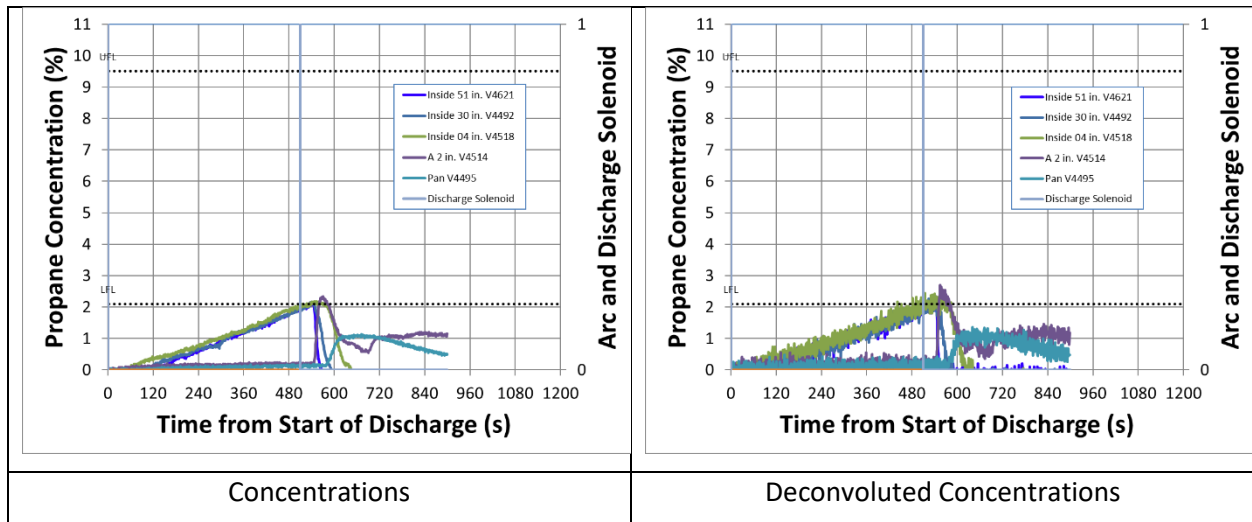 Propane Concentration (%)
11
10
9
8
7
6
5
4
3
2
1
0
UFL
LFL
Inside 51 in. V4621
Inside 30 in. V4492
Inside 04 in. V4518
A 2 in. V4514
Pan V4495
Discharge Solenoid
1
0
Arc and Discharge Solenoid
0 120 240 360 480 600 720 840 960 1080 1200
Time from Start of Discharge (s)
Concentrations
Propane Concentration (%)
11
10
9
8
7
6
5
4
3
2
1
0
UFL
LFL
Inside 51 in. V4621
Inside 30 in. V4492
Inside 04 in. V4518
A 2 in. V4514
Pan V4495
Discharge Solenoid
1
0
Arc and Discharge Solenoid
0 120 240 360 480 600 720 840 960 1080 1200
Time from Start of Discharge (s)
Deconvoluted Concentrations